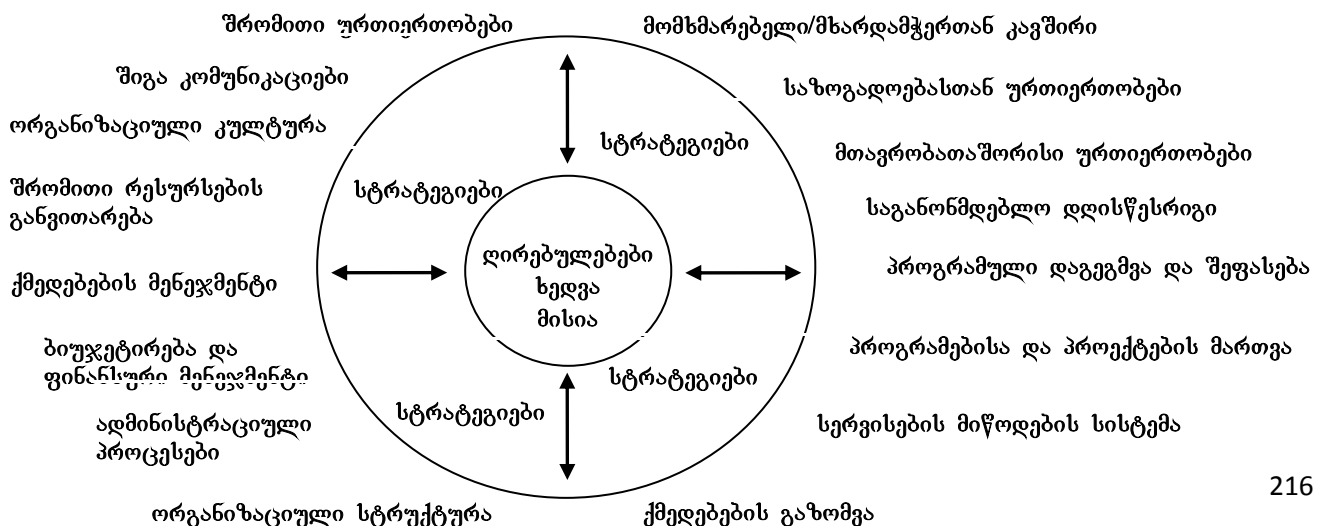 შრომითი ურთიერთობები
მომხმარებელი/მხარდამჭერთან კავშირი
შიგა კომუნიკაციები
საზოგადოებასთან ურთიერთობები
ორგანიზაციული კულტურა
სტრატეგიები
მთავრობათაშორისი ურთიერთობები
შრომითი რესურსების
განვითარება
სტრატეგიები
საგანონმდებლო დღისწესრიგი
ღირებულებები
ხედვა
მისია
ქმედებების მენეჯმენტი
პროგრამული დაგეგმვა და შეფასება
ბიუჯეტირება და
ფინანსური მენეჯმენტი
პროგრამებისა და პროექტების მართვა
სტრატეგიები
სტრატეგიები
ადმინისტრაციული
პროცესები
სერვისების მიწოდების სისტემა
ორგანიზაციული სტრუქტურა
ქმედებების გაზომვა
216